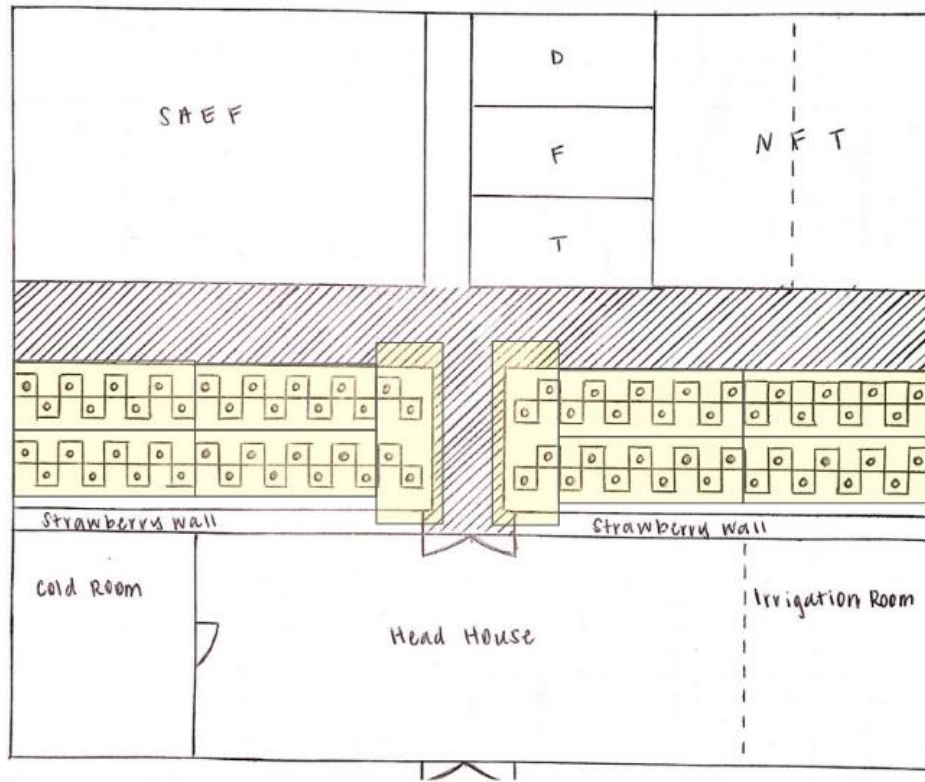 SAEF
D
F
T
NFT
Strawberry Wall
Strawberry Wall
Cold Room
Head House
Irrigation Room